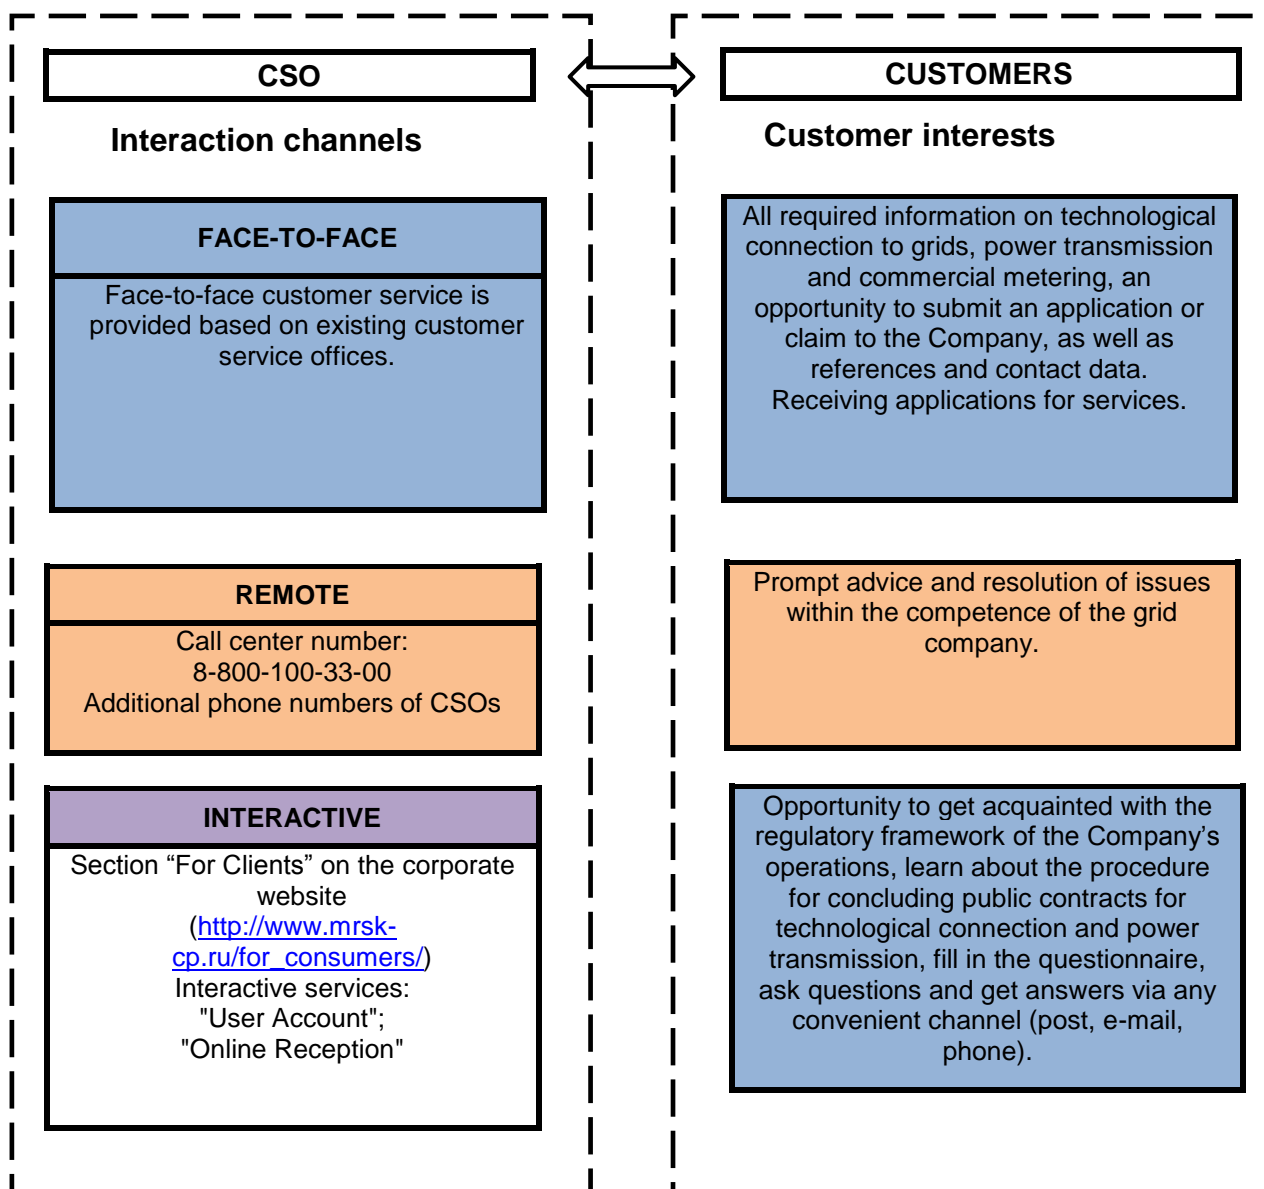 CSO
Interaction channels
FACE-TO-FACE
Face-to-face customer service is
provided based on existing customer
service offices.
REMOTE
Call center number:
8-800-100-33-00
Additional phone numbers of CSOs
INTERACTIVE
Section “For Clients” on the corporate
website
(http://www.mrsk-
cp.ru/for_consumers/)
Interactive services:
"User Account";
"Online Reception"
CUSTOMERS
Customer interests
All required information on technological
connection to grids, power transmission
and commercial metering, an
opportunity to submit an application or
claim to the Company, as well as
references and contact data.
Receiving applications for services.
Prompt advice and resolution of issues
within the competence of the grid
company.
Opportunity to get acquainted with the
regulatory framework of the Company’s
operations, learn about the procedure
for concluding public contracts for
technological connection and power
transmission, fill in the questionnaire,
ask questions and get answers via any
convenient channel (post, e-mail,
phone).